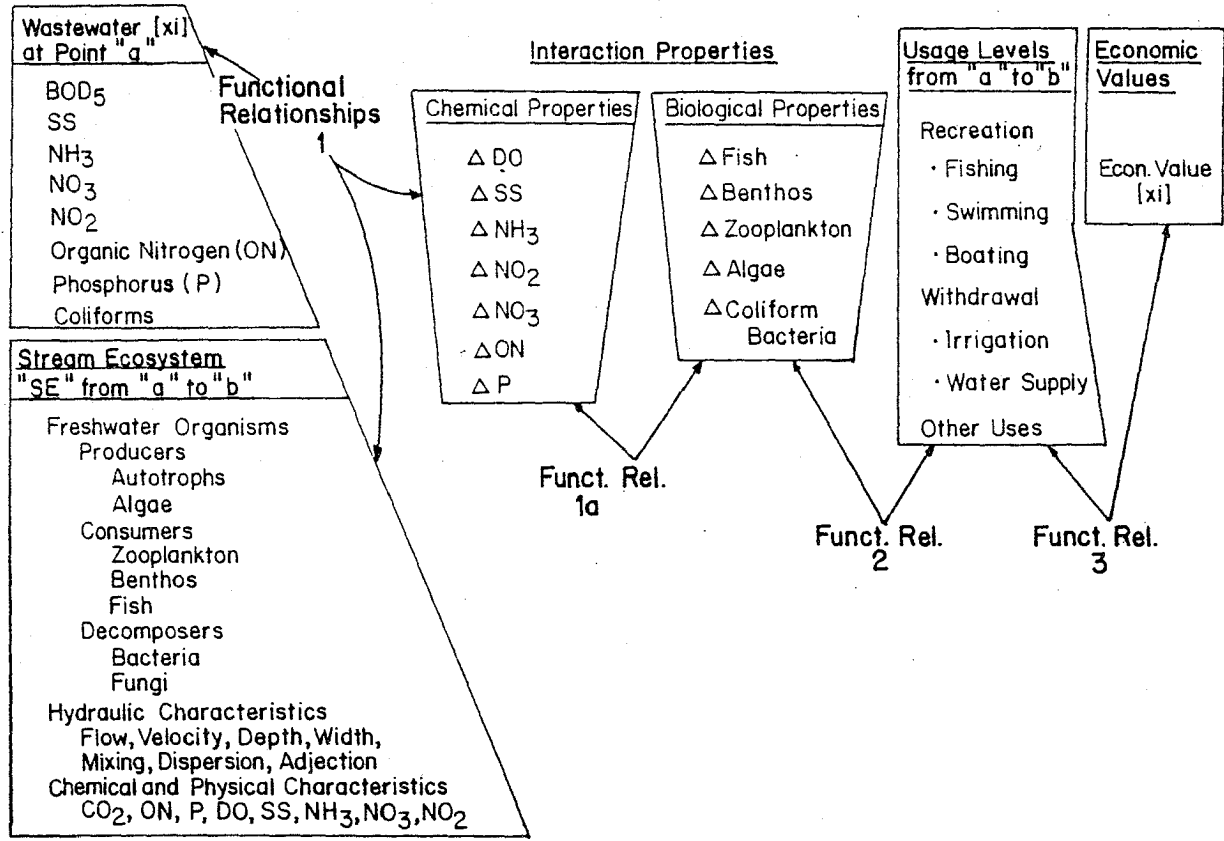 Wastewater [xi]
at Point "a"
BOD5
SS
NH3
NO3
NO2
Organic Nitrogen (ON)
Phosphorus (P)
Coliforms
Functional
Relationships
1
Stream Ecosystem
"SE" from "a" to "b"
Freshwater Organisms
Producers
Autotrophs
Algae
Consumers
Zooplankton
Benthos
Fish
Decomposers
Bacteria
Fungi
Hydraulic Characteristics
Flow, Velocity, Depth, Width,
Mixing, Dispersion, Adjection
Chemical and Physical Characteristics
CO2, ON, P, DO, SS, NH3, NO3, NO2
Interaction Properties
Chemical Properties
Δ DO
Δ SS
Δ NH3
Δ NO2
Δ NO3
Δ ON
Δ P
Biological Properties
Δ Fish
Δ Benthos
Δ Zooplankton
Δ Algae
Δ Coliform
Bacteria
Funct. Rel.
1a
Usage Levels
from "a" to "b"
Recreation
· Fishing
· Swimming
· Boating
Withdrawal
· Irrigation
· Water Supply
Other Uses
Funct. Rel.
2
Economic
Values
Econ. Value
[xi]
Funct. Rel.
3